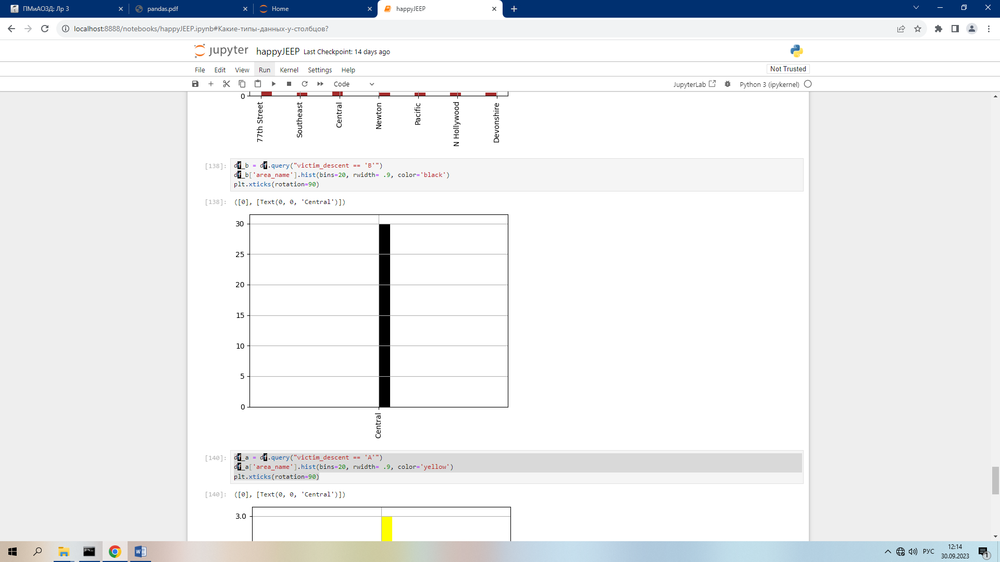 ПМиАОЗД: Лр 3
pandas.pdf
Home
happyJEEP
localhost:8888/notebooks/happyJEEP.ipynb#Какие-типы-данных-у-столбцов?
jupyter happyJEEP Last Checkpoint: 14 days ago
File Edit View Run Kernel Settings Help
Not Trusted
Code
JupyterLab
Python 3 (ipykernel)
0
77th Street
Southeast
Central
Newton
Pacific
N Hollywood
Devonshire
[138]: df_b = df.query("victim_descent == 'B'")
df_b['area_name'].hist(bins=20, rwidth= .9, color='black')
plt.xticks(rotation=90)
[138]: ([0], [Text(0, 0, 'Central')])
30
25
20
15
10
5
0
Central
[140]: df_a = df.query("victim_descent == 'A'")
df_a['area_name'].hist(bins=20, rwidth= .9, color='yellow')
plt.xticks(rotation=90)
[140]: ([0], [Text(0, 0, 'Central')])
3.0
РУС
12:14
30.09.2023
1